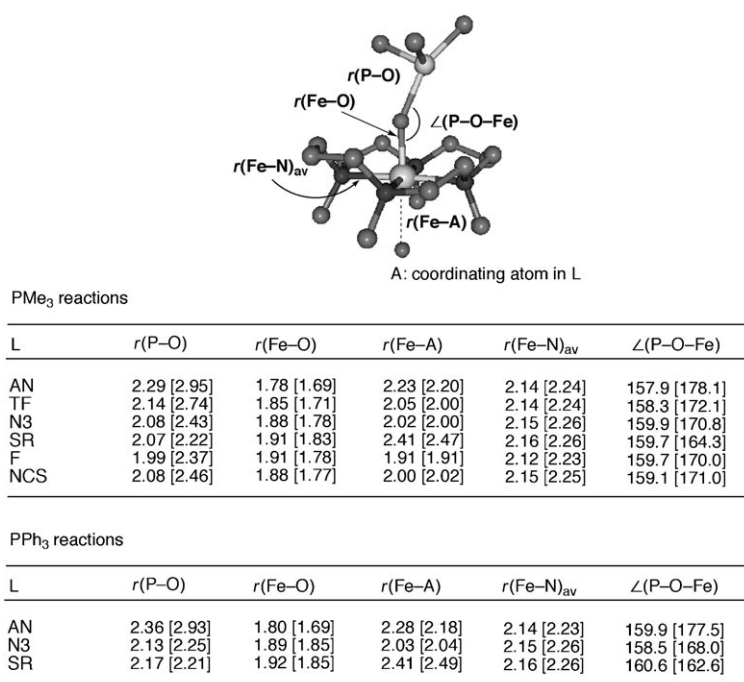 r(P–O)
r(Fe–O)
∠(P–O–Fe)
r(Fe–N)av
r(Fe–A)
A: coordinating atom in L
PMe3 reactions
L r(P–O) r(Fe–O) r(Fe–A) r(Fe–N)av ∠(P–O–Fe)
AN 2.29 [2.95] 1.78 [1.69] 2.23 [2.20] 2.14 [2.24] 157.9 [178.1]
TF 2.14 [2.74] 1.85 [1.71] 2.05 [2.00] 2.14 [2.24] 158.3 [172.1]
N3 2.08 [2.43] 1.88 [1.78] 2.02 [2.00] 2.15 [2.26] 159.9 [170.8]
SR 2.07 [2.22] 1.91 [1.83] 2.41 [2.47] 2.16 [2.26] 159.7 [164.3]
F 1.99 [2.37] 1.91 [1.78] 1.91 [1.91] 2.12 [2.23] 159.7 [170.0]
NCS 2.08 [2.46] 1.88 [1.77] 2.00 [2.02] 2.15 [2.25] 159.1 [171.0]
PPh3 reactions
L r(P–O) r(Fe–O) r(Fe–A) r(Fe–N)av ∠(P–O–Fe)
AN 2.36 [2.93] 1.80 [1.69] 2.28 [2.18] 2.14 [2.23] 159.9 [177.5]
N3 2.13 [2.25] 1.89 [1.85] 2.03 [2.04] 2.15 [2.26] 158.5 [168.0]
SR 2.17 [2.21] 1.92 [1.85] 2.41 [2.49] 2.16 [2.26] 160.6 [162.6]